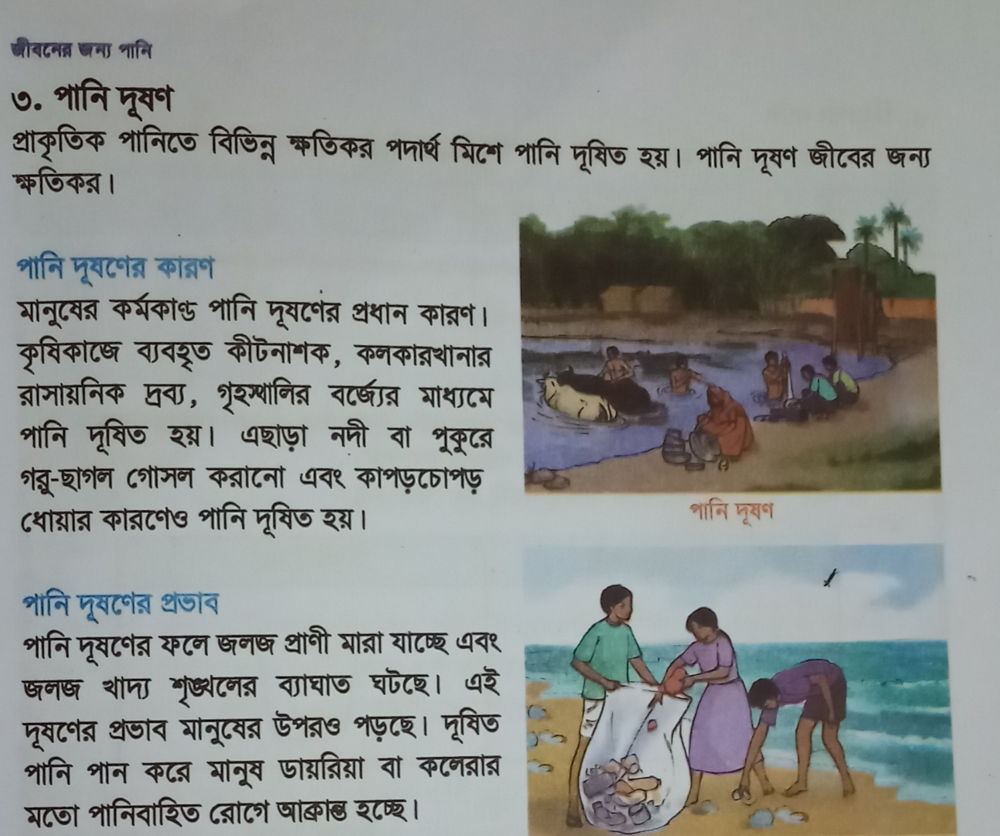 জীবনের জন্য পানি
৩. পানি দূষণ
প্রাকৃতিক পানিতে বিভিন্ন ক্ষতিকর পদার্থ মিশে পানি দূষিত হয়। পানি দূষণ জীবের জন্য
ক্ষতিকর।
পানি দূষণের কারণ
মানুষের কর্মকাণ্ড পানি দূষণের প্রধান কারণ।
কৃষিকাজে ব্যবহৃত কীটনাশক, কলকারখানার
রাসায়নিক দ্রব্য, গৃহস্থালির বর্জ্যের মাধ্যমে
পানি দূষিত হয়। এছাড়া নদী বা পুকুরে
গরু-ছাগল গোসল করানো এবং কাপড়চোপড়
ধোয়ার কারণেও পানি দূষিত হয়।
পানি দূষণ
পানি দূষণের প্রভাব
পানি দূষণের ফলে জলজ প্রাণী মারা যাচ্ছে এবং
জলজ খাদ্য শৃঙ্খলের ব্যাঘাত ঘটছে। এই
দূষণের প্রভাব মানুষের উপরও পড়ছে। দূষিত
পানি পান করে মানুষ ডায়রিয়া বা কলেরার
মতো পানিবাহিত রোগে আক্রান্ত হচ্ছে।